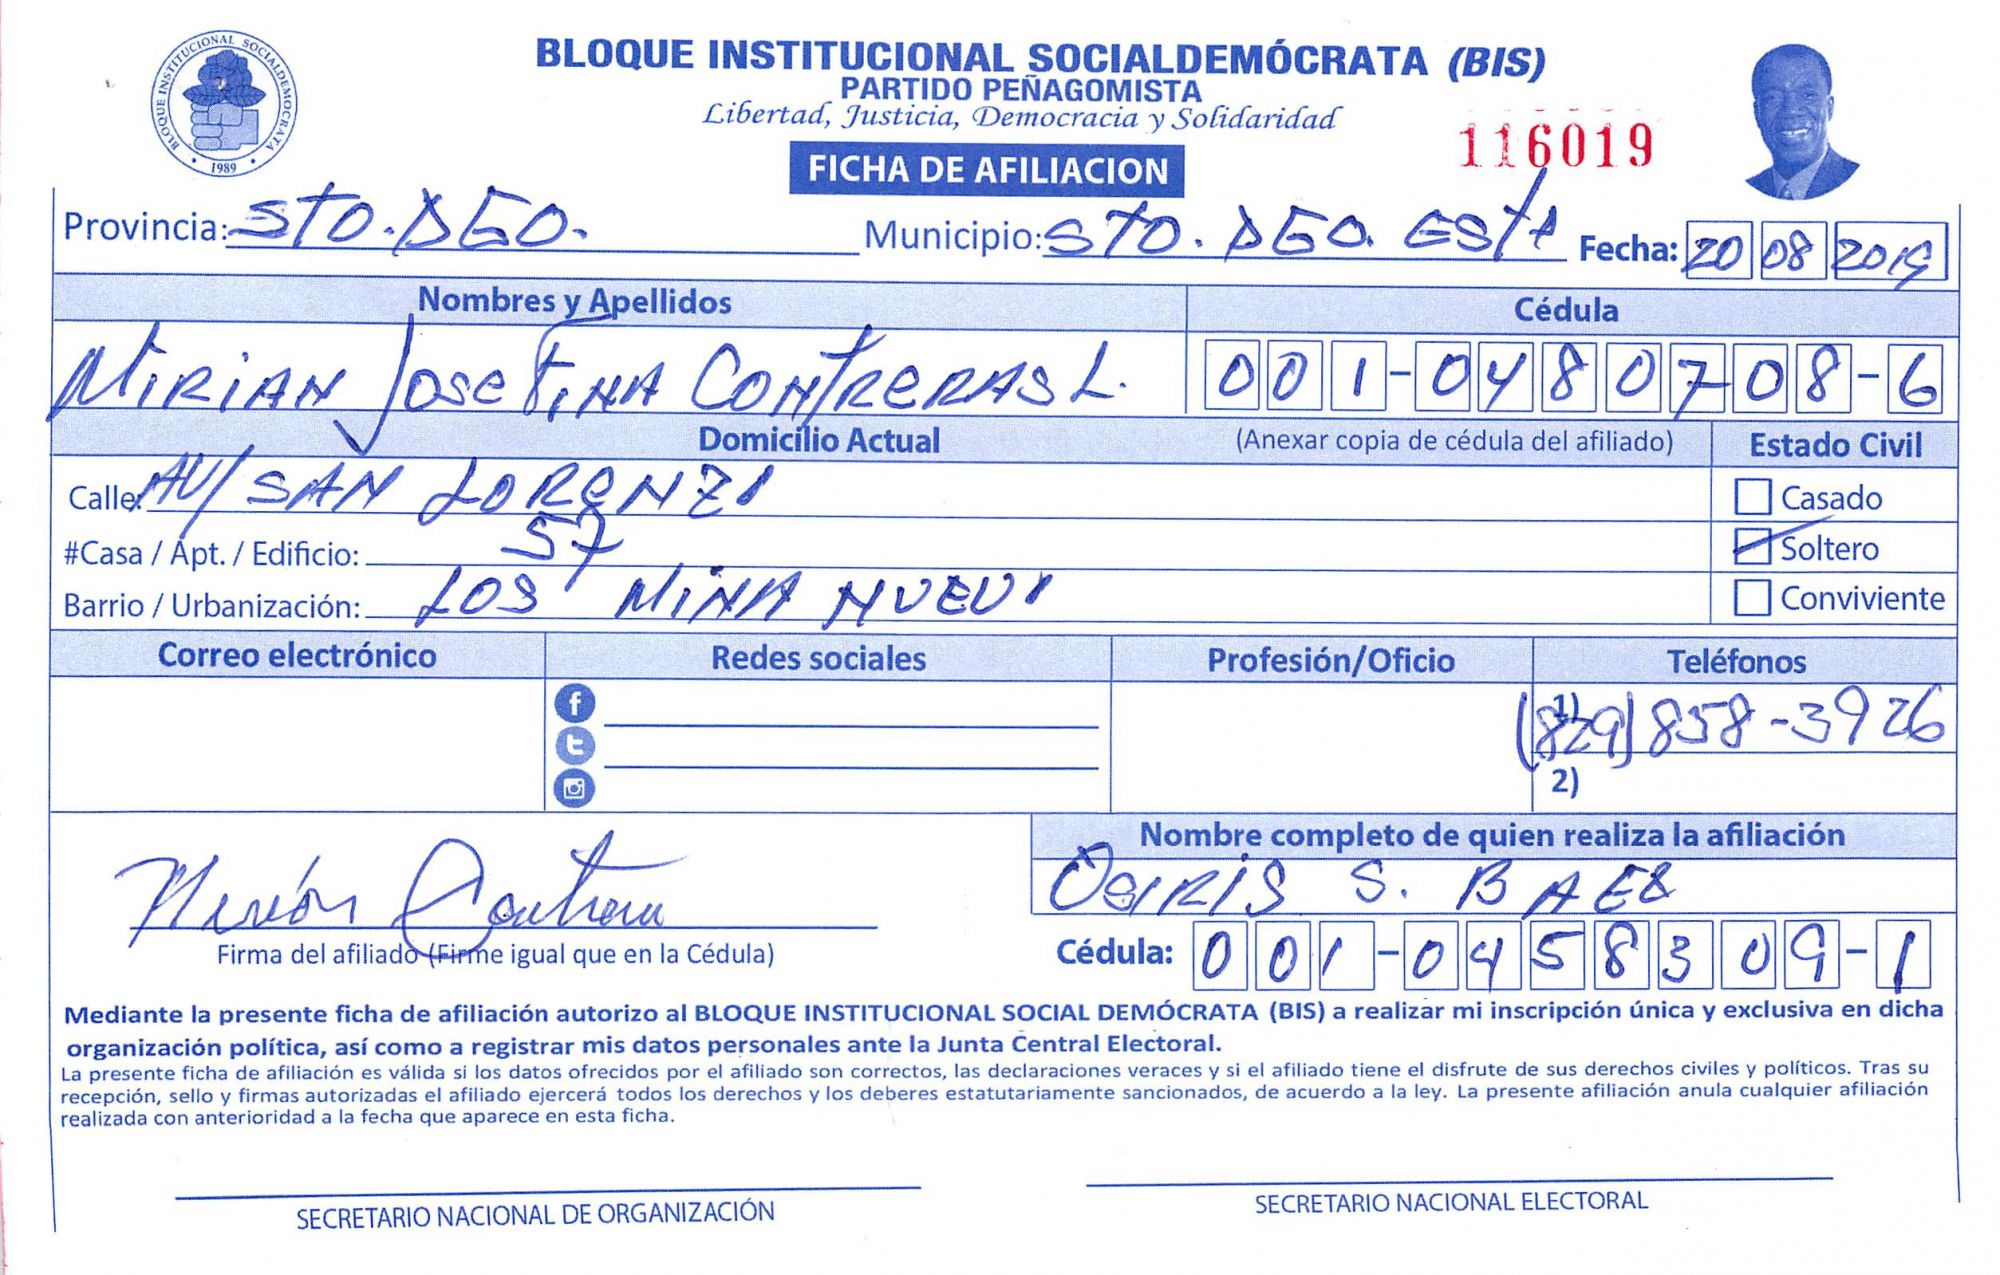 BLOQUE INSTITUCIONAL SOCIALDEMÓCRATA (BIS)
PARTIDO PEÑAGOMISTA
Libertad, Justicia, Democracia y Solidaridad
BLOQUE INSTITUCIONAL SOCIALDEMOCRATA
1989
116019
FICHA DE AFILIACION
Provincia: STO. DGO. Municipio: STO. DGO. ESTE Fecha: 20 08 2019
Nombres y Apellidos Cédula
MIRIAN JOSEFINA CONTRERAS L. 001-0480708-6
Domicilio Actual (Anexar copia de cédula del afiliado) Estado Civil
Calle: AV/ SAN LORENZO Casado
#Casa / Apt. / Edificio: 57 Soltero
Barrio / Urbanización: LOS MINA NUEVO Conviviente
Correo electrónico Redes sociales Profesión/Oficio Teléfonos
1) (829) 858-3926
2)
Nombre completo de quien realiza la afiliación
OSIRIS S. BAEZ
Firma del afiliado (Firme igual que en la Cédula) Cédula: 001-0458309-1
Mediante la presente ficha de afiliación autorizo al BLOQUE INSTITUCIONAL SOCIAL DEMÓCRATA (BIS) a realizar mi inscripción única y exclusiva en dicha
organización política, así como a registrar mis datos personales ante la Junta Central Electoral.
La presente ficha de afiliación es válida si los datos ofrecidos por el afiliado son correctos, las declaraciones veraces y si el afiliado tiene el disfrute de sus derechos civiles y políticos. Tras su
recepción, sello y firmas autorizadas el afiliado ejercerá todos los derechos y los deberes estatutariamente sancionados, de acuerdo a la ley. La presente afiliación anula cualquier afiliación
realizada con anterioridad a la fecha que aparece en esta ficha.
SECRETARIO NACIONAL DE ORGANIZACIÓN SECRETARIO NACIONAL ELECTORAL